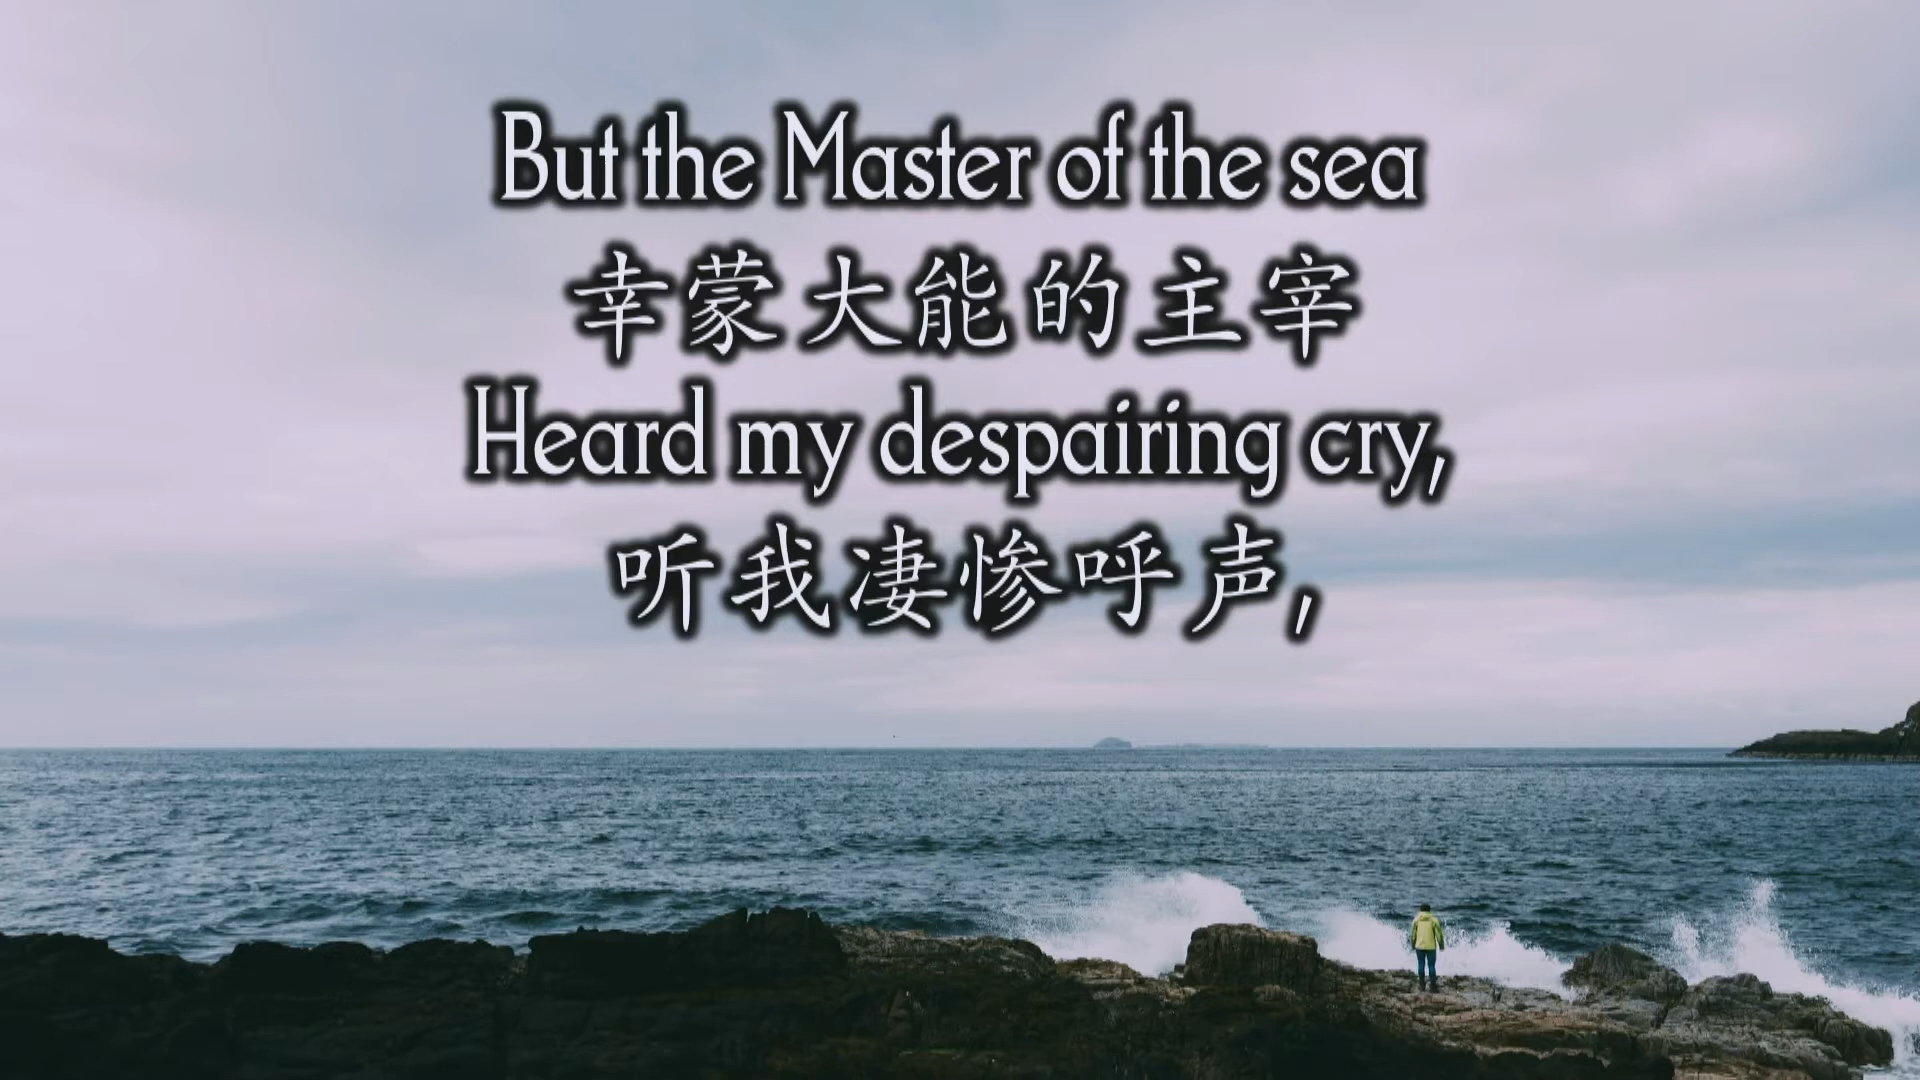 But the Master of the sea
幸蒙大能的主宰
Heard my despairing cry,
听我凄惨呼声,